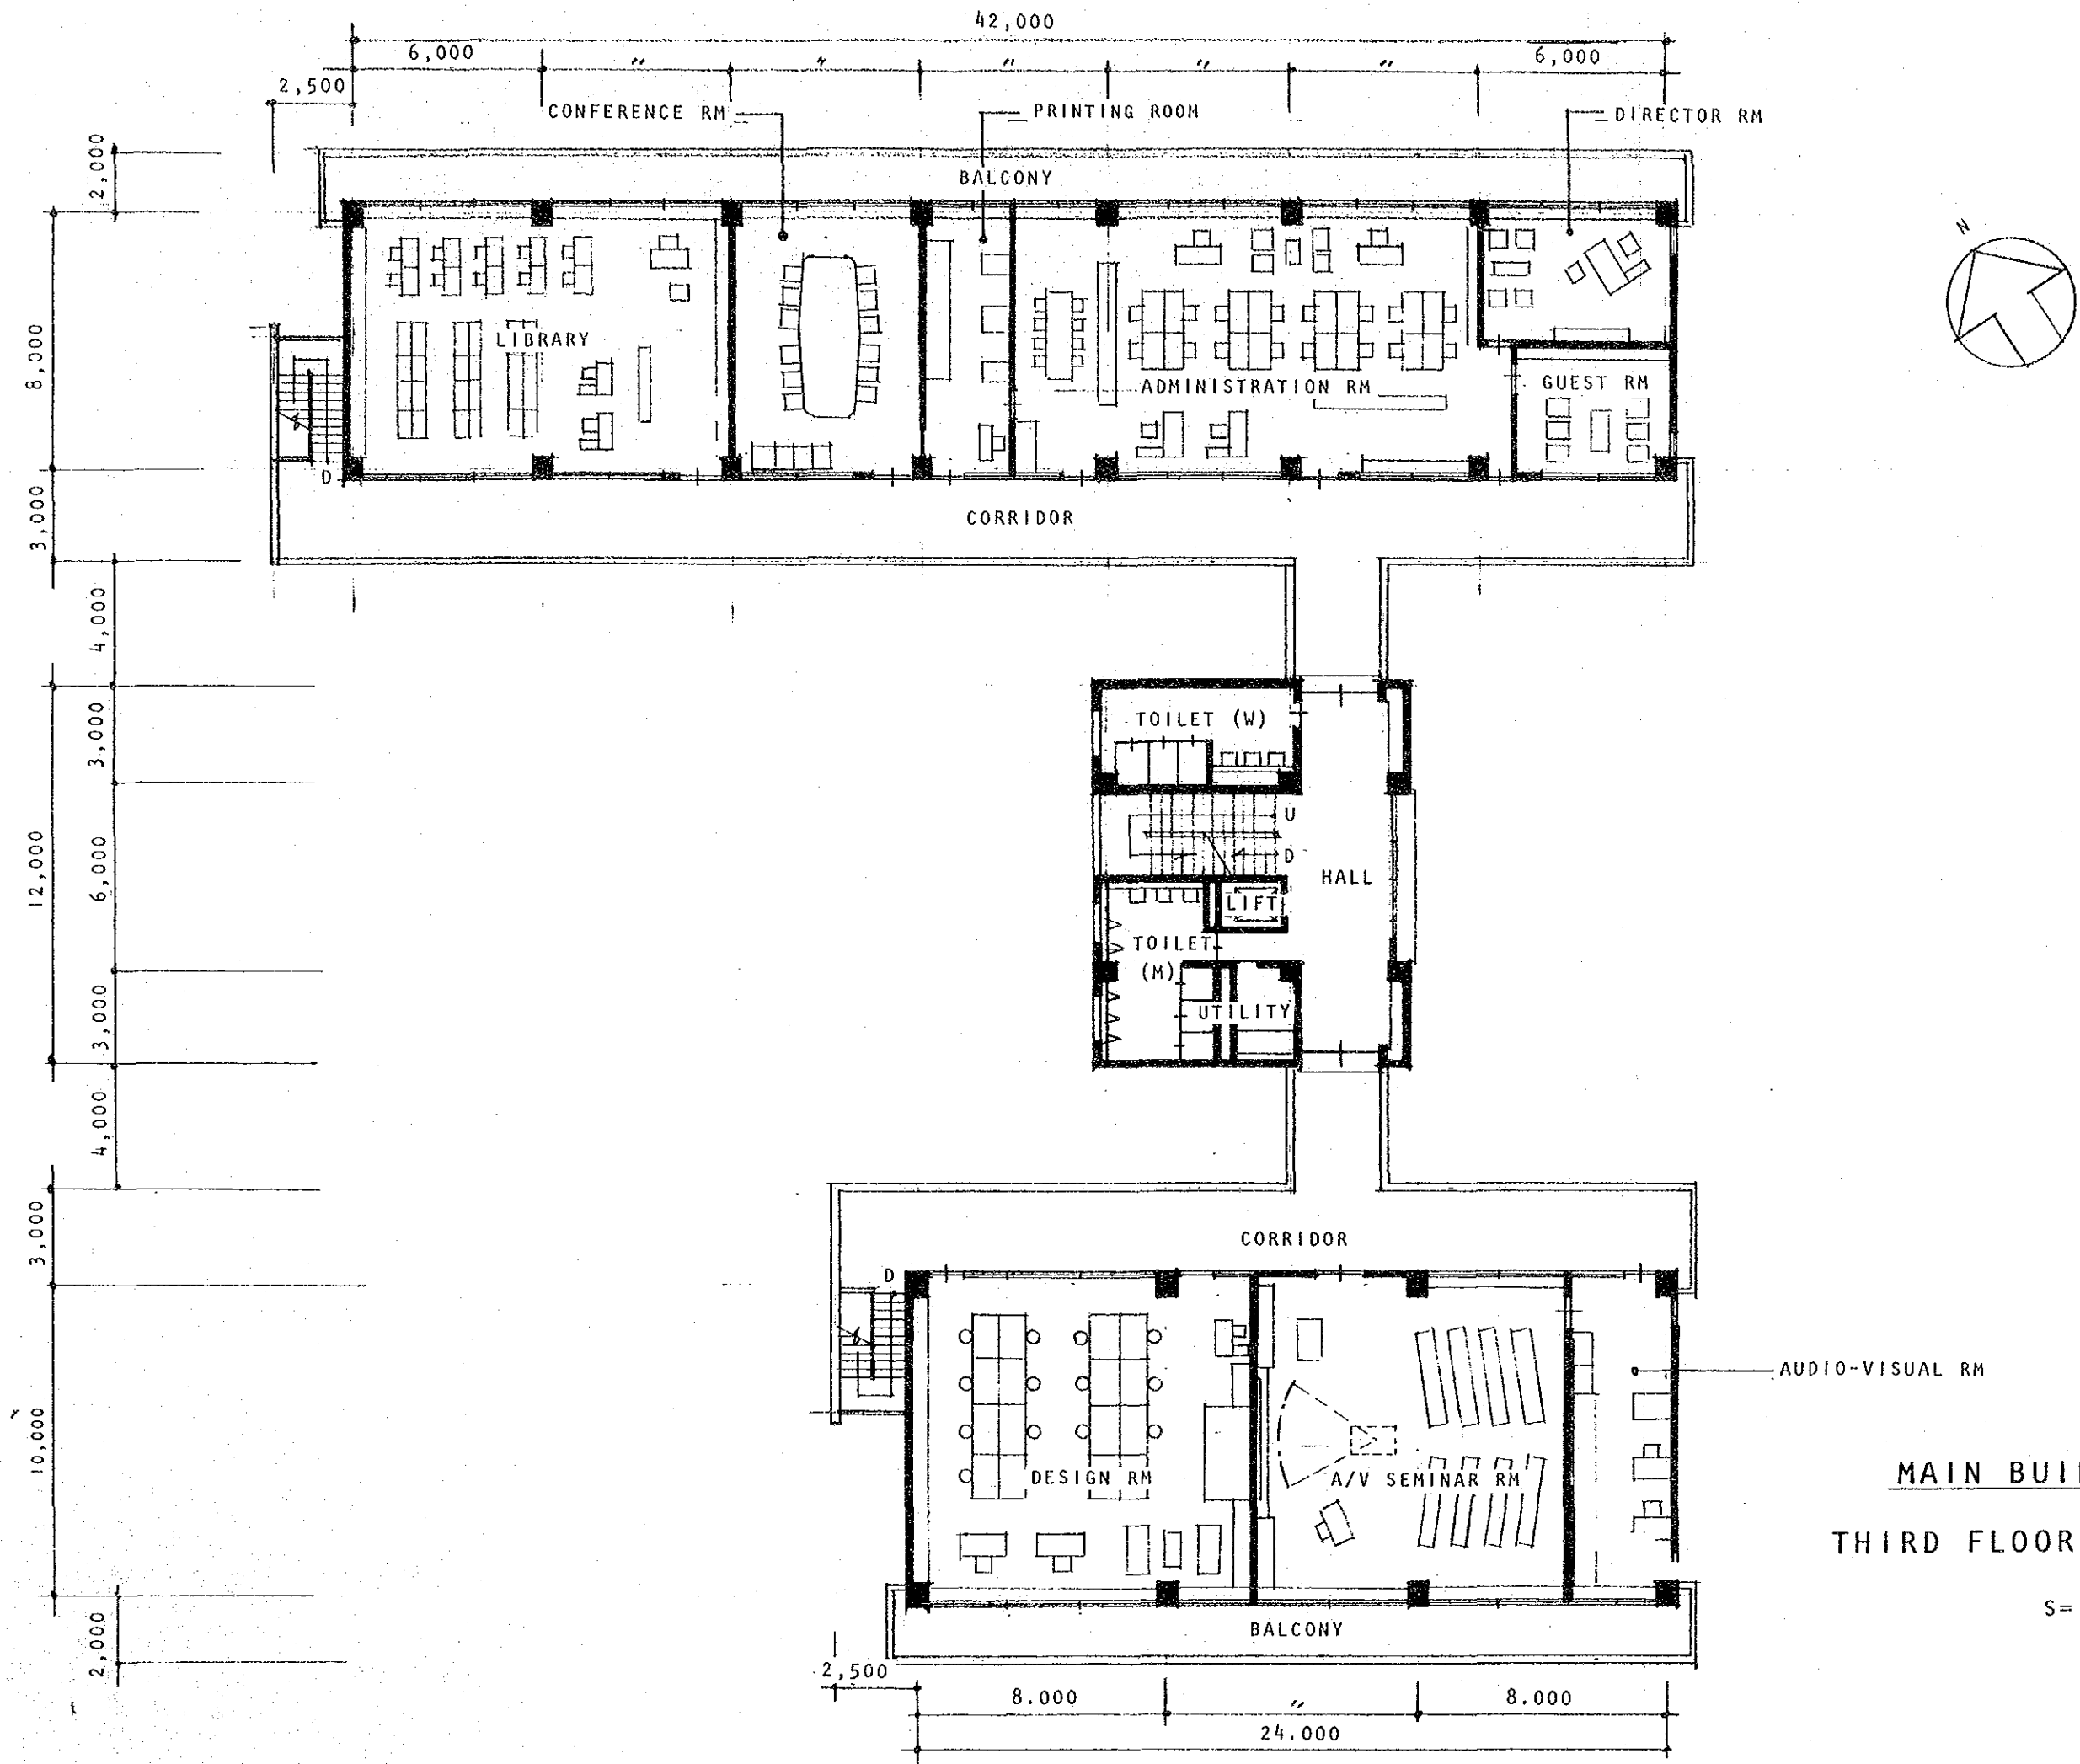 42,000
6,000 〃 〃 〃 〃 〃 6,000
2,500
CONFERENCE RM
PRINTING ROOM
DIRECTOR RM
2,000
BALCONY
N
8,000
LIBRARY
ADMINISTRATION RM
GUEST RM
D
3,000
CORRIDOR
4,000
3,000
TOILET (W)
U
12,000
6,000
D
HALL
LIFT
TOILET
(M)
3,000
UTILITY
4,000
3,000
CORRIDOR
D
AUDIO-VISUAL RM
10,000
DESIGN RM
A/V SEMINAR RM
MAIN BUI
THIRD FLOOR
S=
2,000
BALCONY
2,500
8.000 〃 8.000
24.000